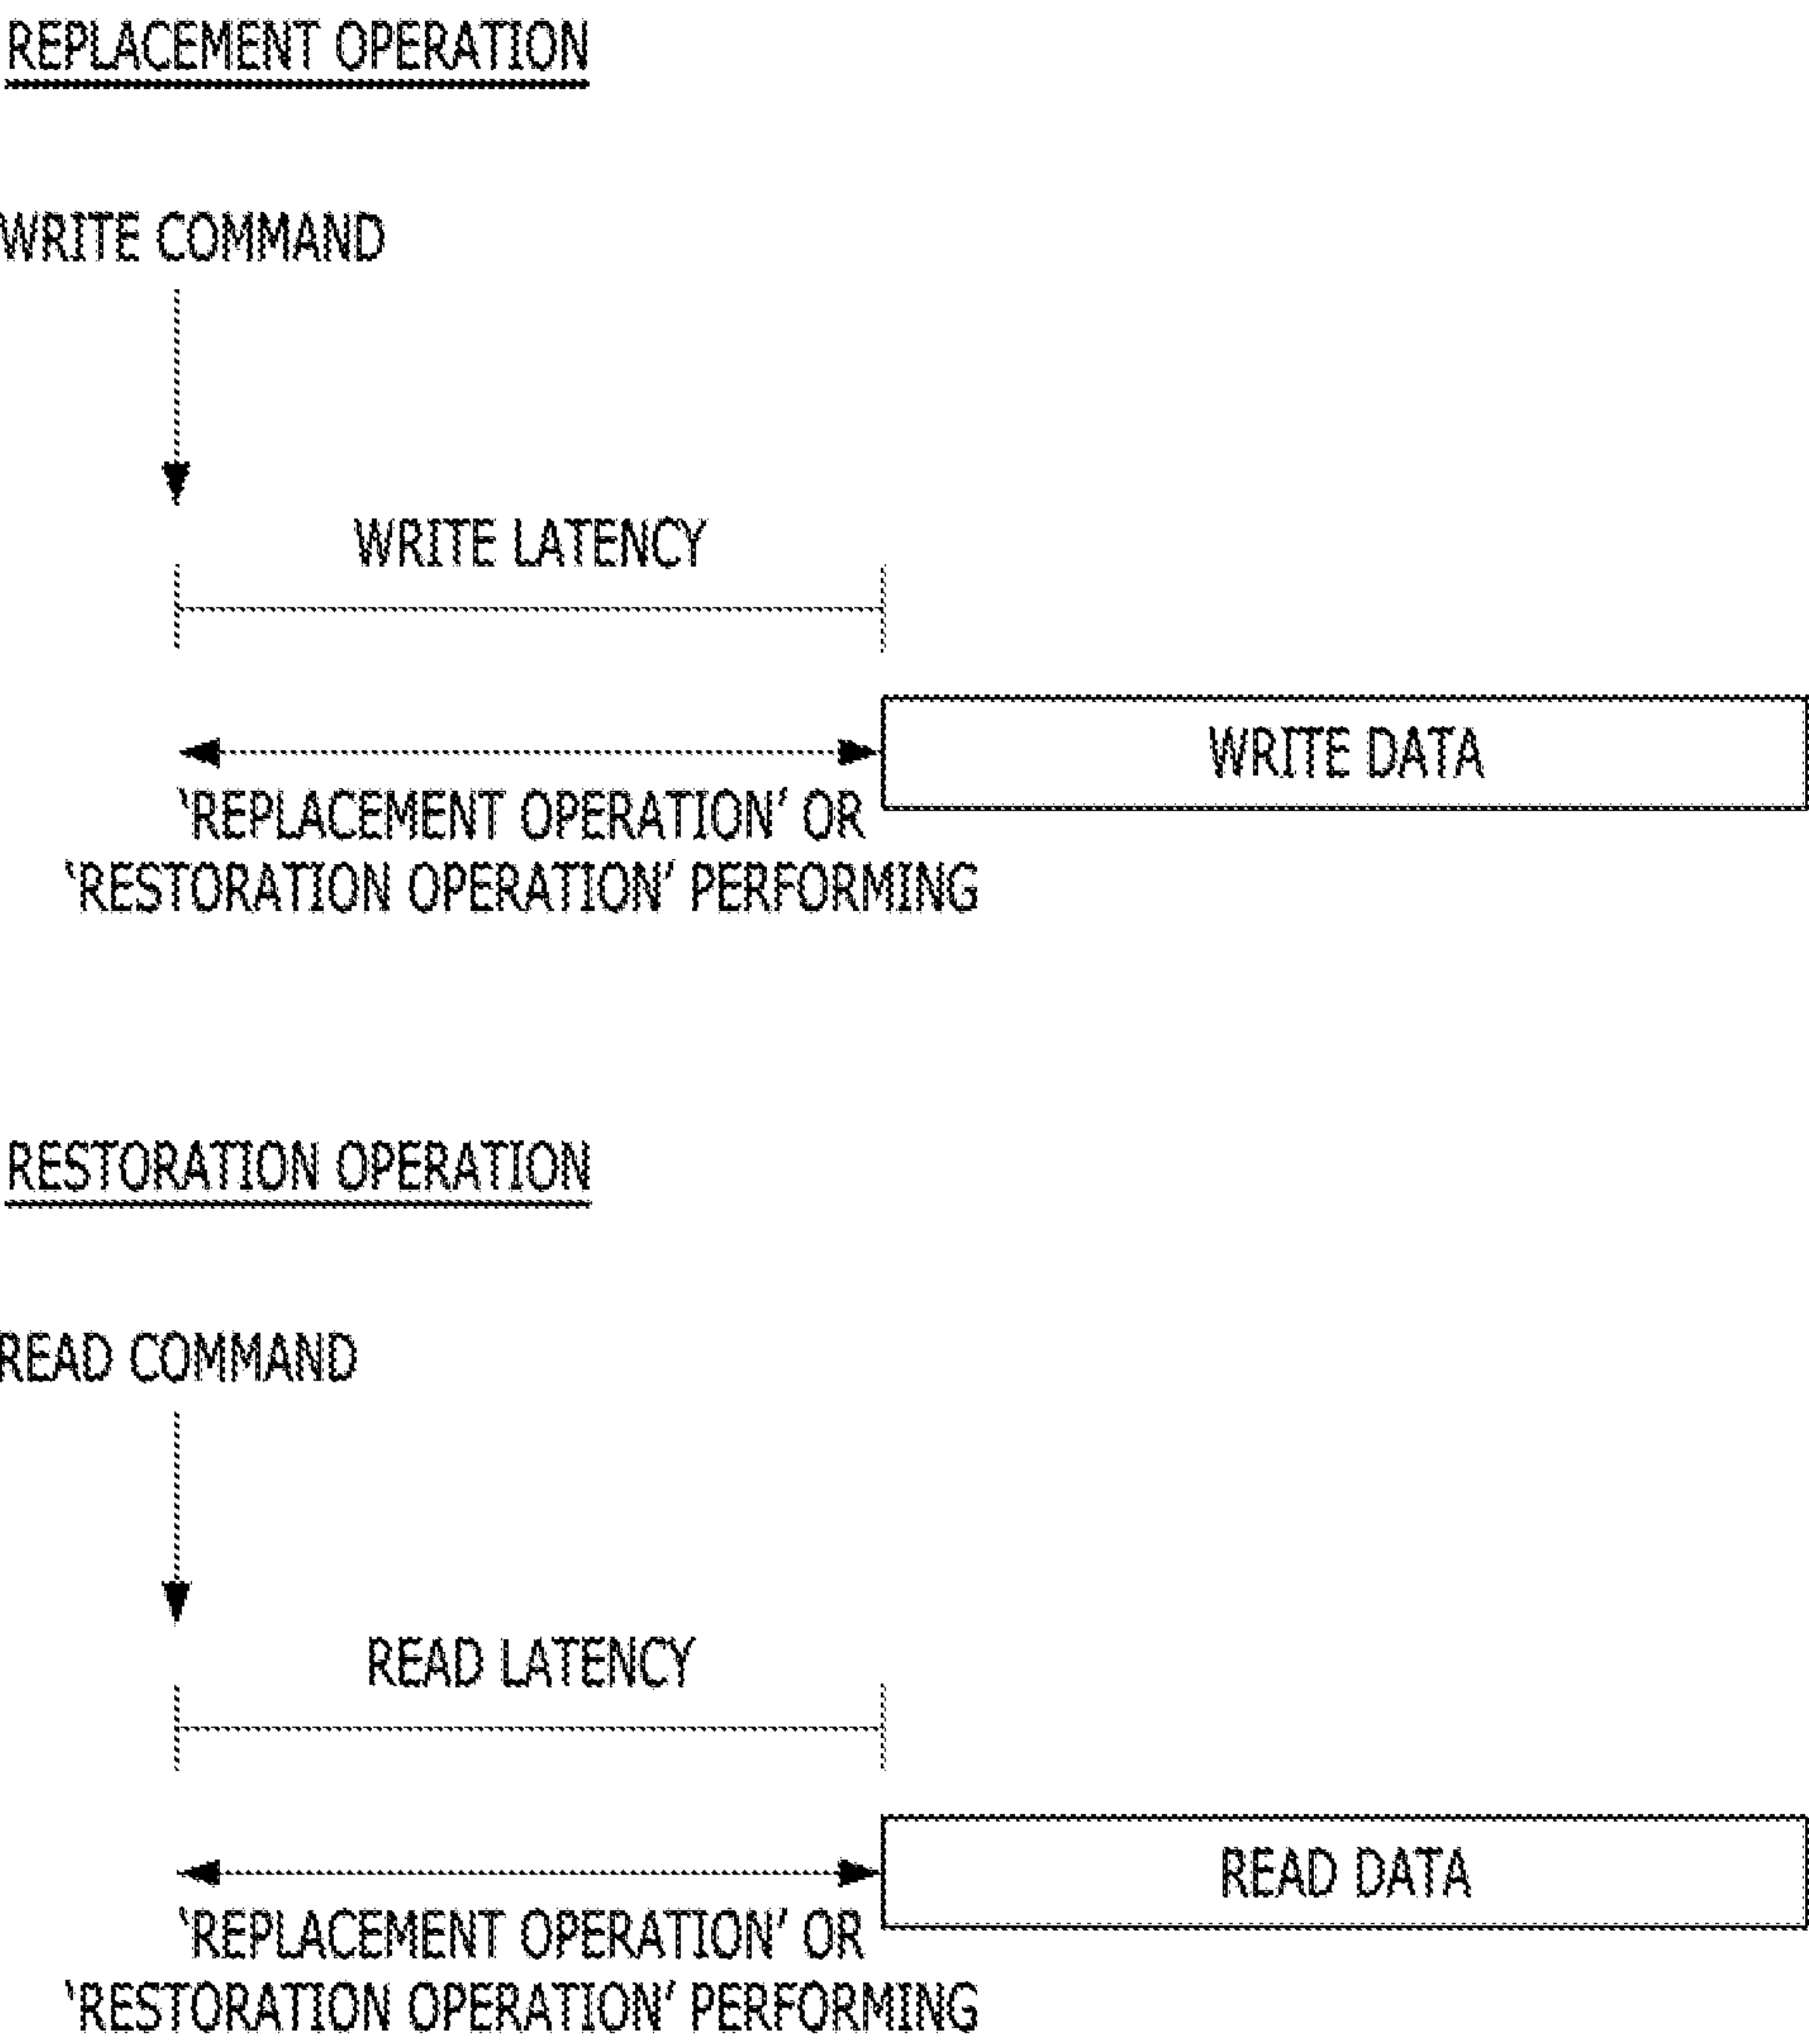 REPLACEMENT OPERATION
WRITE COMMAND
WRITE LATENCY
WRITE DATA
‘REPLACEMENT OPERATION’ OR
‘RESTORATION OPERATION’ PERFORMING
RESTORATION OPERATION
READ COMMAND
READ LATENCY
READ DATA
‘REPLACEMENT OPERATION’ OR
‘RESTORATION OPERATION’ PERFORMING